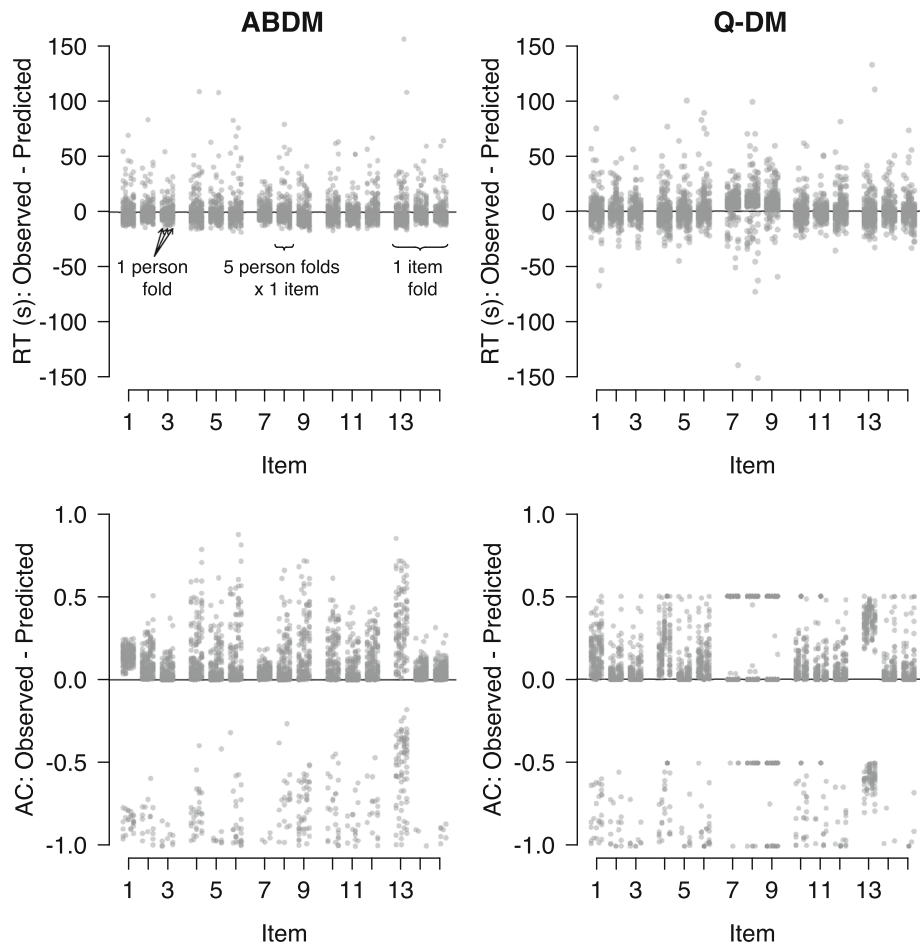 ABDM
Q-DM
RT (s): Observed - Predicted
150
100
50
0
-50
-100
-150
1 person
fold
5 person folds
x 1 item
1 item
fold
1 3 5 7 9 11 13
Item
RT (s): Observed - Predicted
150
100
50
0
-50
-100
-150
1 3 5 7 9 11 13
Item
AC: Observed - Predicted
1.0
0.5
0.0
-0.5
-1.0
1 3 5 7 9 11 13
Item
AC: Observed - Predicted
1.0
0.5
0.0
-0.5
-1.0
1 3 5 7 9 11 13
Item